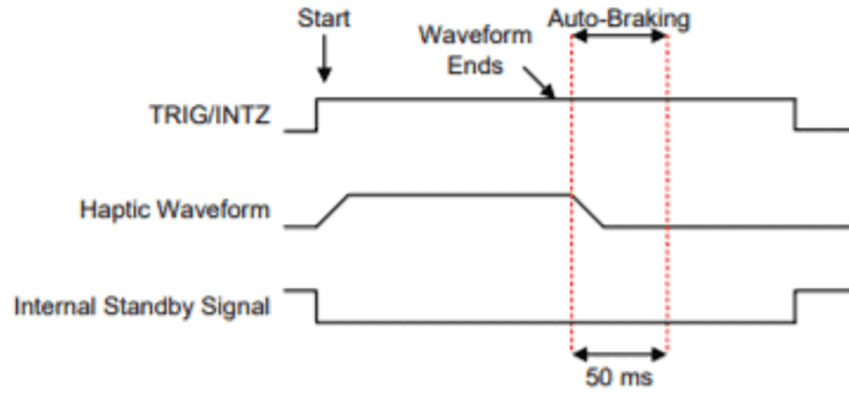 Start
Auto-Braking
Waveform
Ends
TRIG/INTZ
Haptic Waveform
Internal Standby Signal
50 ms